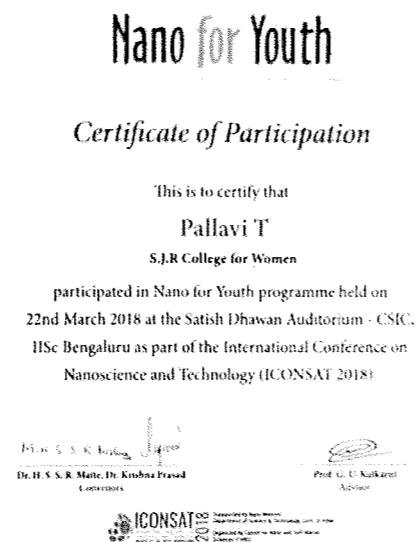 Nano for Youth
Certificate of Participation
This is to certify that
Pallavi T
S.J.R College for Women
participated in Nano for Youth programme held on
22nd March 2018 at the Satish Dhawan Auditorium - CSIC,
IISc Bengaluru as part of the International Conference on
Nanoscience and Technology (ICONSAT 2018)
Dr. H. S. S. R. Matte, Dr. Krishna Prasad
Convenors
Prof. G. U. Kulkarni
Advisor
ICONSAT 2018